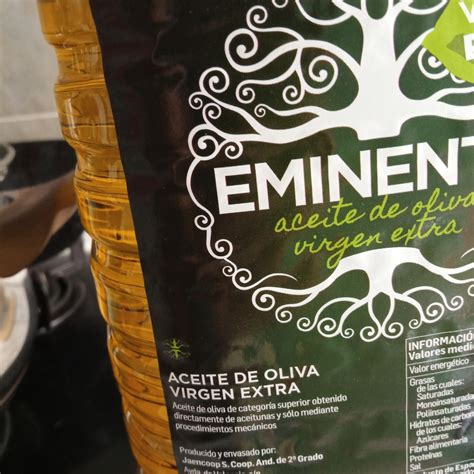 EMINENT
aceite de oliva
virgen extra
ACEITE DE OLIVA
VIRGEN EXTRA
Aceite de oliva de categoría superior obtenido
directamente de aceitunas y sólo mediante
procedimientos mecánicos
Producido y envasado por:
Jaencoop S. Coop. And. de 2º Grado
INFORMACIÓ
Valores medi
Valor energético
Grasas
de las cuales:
Saturadas
Monoinsaturada
Poliinsaturadas
Hidratos de carbon
de los cuales:
Azúcares
Fibra alimentaria
Proteínas
Sal